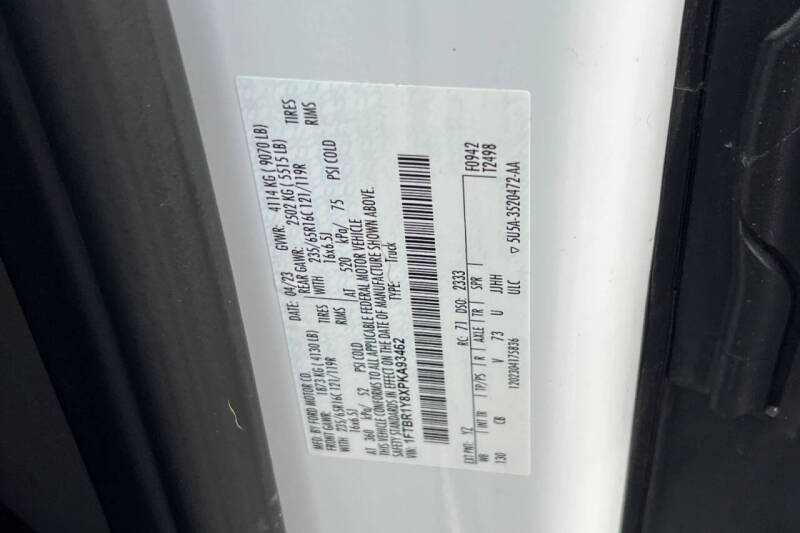 MFD. BY FORD MOTOR CO. DATE: 04/23 GVWR: 4114 KG ( 9070 LB)
FRONT GAWR: 1873 KG ( 4130 LB) REAR GAWR: 2502 KG ( 5515 LB)
WITH 235/65R16C 121/119R TIRES WITH 235/65R16C 121/119R TIRES
16x6.5J RIMS 16x6.5J RIMS
AT 360 kPa/ 52 PSI COLD AT 520 kPa/ 75 PSI COLD
THIS VEHICLE CONFORMS TO ALL APPLICABLE FEDERAL MOTOR VEHICLE
SAFETY STANDARDS IN EFFECT ON THE DATE OF MANUFACTURE SHOWN ABOVE.
VIN: 1FTBR1Y8XPKA93462 TYPE: Truck
EXT PNT: YZ RC: 71 DSO: 2333 F0942
WB INT TR TP/PS R AXLE TR SPR T2498
130 CB V 73 U JJHH
1202204175836 ULC ▽ 5U5A-3520472-AA